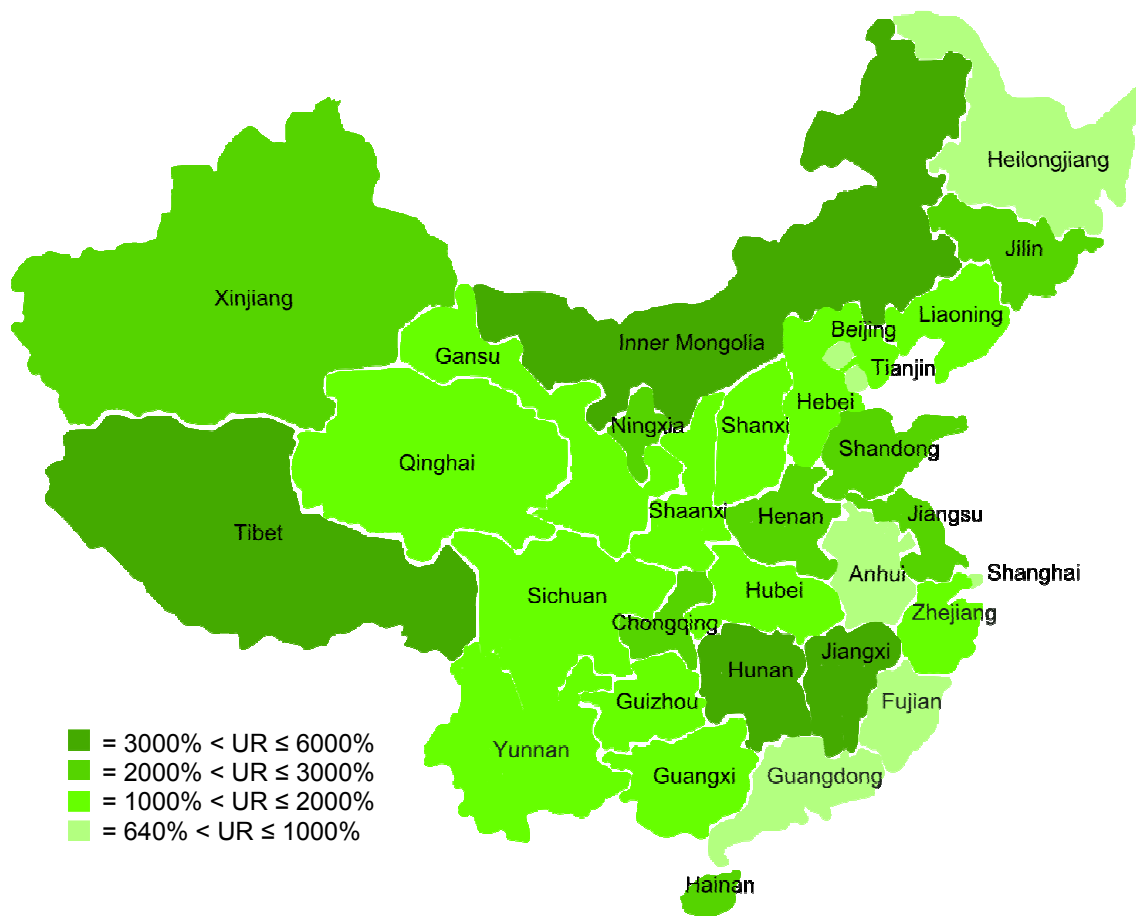 Heilongjiang
Jilin
Xinjiang
Liaoning
Beijing
Inner Mongolia
Gansu
Tianjin
Hebei
Ningxia
Shanxi
Shandong
Qinghai
Shaanxi
Henan
Jiangsu
Tibet
Anhui
Shanghai
Sichuan
Hubei
Zhejiang
Chongqing
Jiangxi
Hunan
Guizhou
Fujian
Yunnan
Guangxi
Guangdong
Hainan
= 3000% < UR ≤ 6000%
= 2000% < UR ≤ 3000%
= 1000% < UR ≤ 2000%
= 640% < UR ≤ 1000%